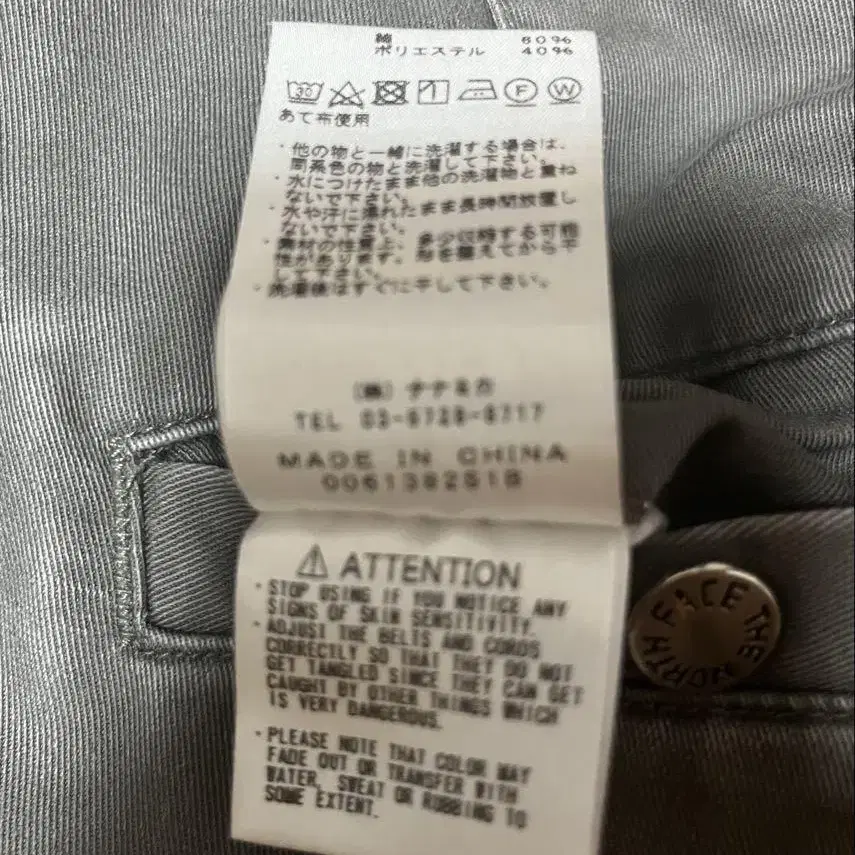 綿 60%
ポリエステル 40%
30 F W
あて布使用
・他の物と一緒に洗濯する場合は、
同系色の物と洗濯して下さい。
・水につけたまま他の洗濯物と重ね
ないで下さい。
・水や汗に濡れたまま長時間放置し
ないで下さい。
・素材の性質上、多少収縮する可能
性があります。形を整えてから干
して下さい。
・洗濯後はすぐに干して下さい。
(株) ナナミカ
TEL 03-6728-6717
MADE IN CHINA
⚠ ATTENTION
・STOP USING IF YOU NOTICE ANY
SIGNS OF SKIN SENSITIVITY.
・ADJUST THE BELTS AND CORDS
CORRECTLY SO THAT THEY DO NOT
GET TANGLED SINCE THEY CAN GET
CAUGHT BY OTHER THINGS WHICH
IS VERY DANGEROUS.
・PLEASE NOTE THAT COLOR MAY
FADE OUT OR TRANSFER WITH
WATER, SWEAT OR RUBBING TO
SOME EXTENT.
THE NORTH FACE